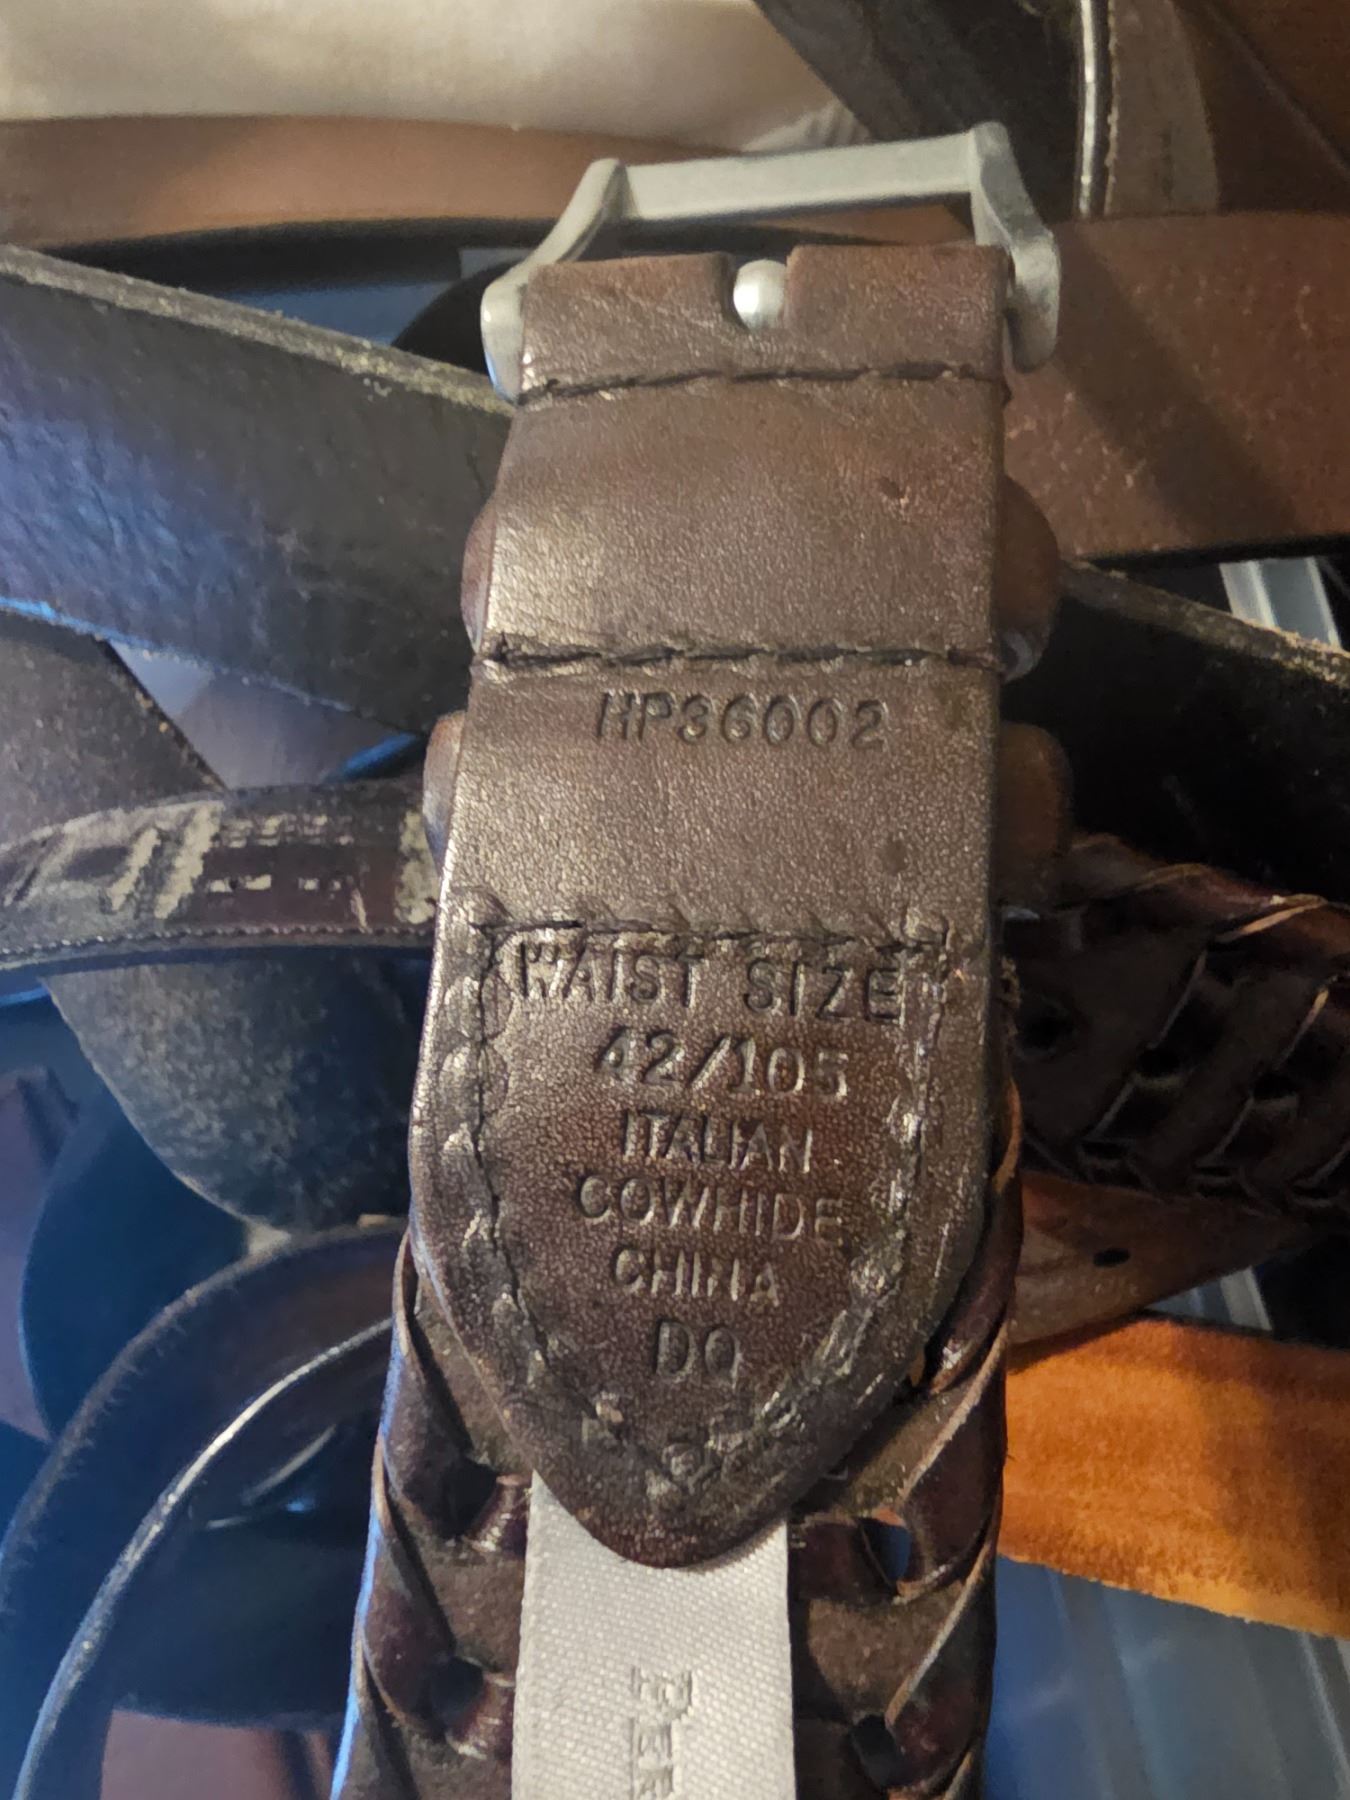 HP36002
WAIST SIZE
42/105
ITALIAN
COWHIDE
CHINA
DQ